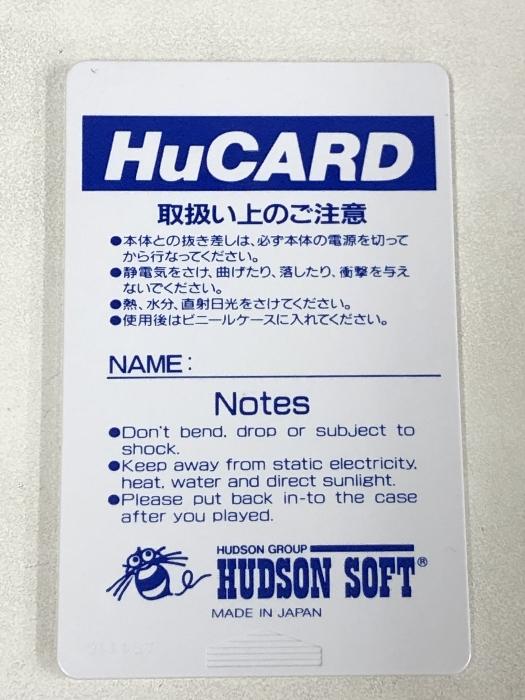 HuCARD
取扱い上のご注意
●本体との抜き差しは、必ず本体の電源を切って
から行なってください。
●静電気をさけ、曲げたり、落したり、衝撃を与え
ないでください。
●熱、水分、直射日光をさけてください。
●使用後はビニールケースに入れてください。
NAME:
Notes
●Don't bend, drop or subject to
shock.
●Keep away from static electricity,
heat, water and direct sunlight.
●Please put back in-to the case
after you played.
HUDSON GROUP
HUDSON SOFT®
MADE IN JAPAN